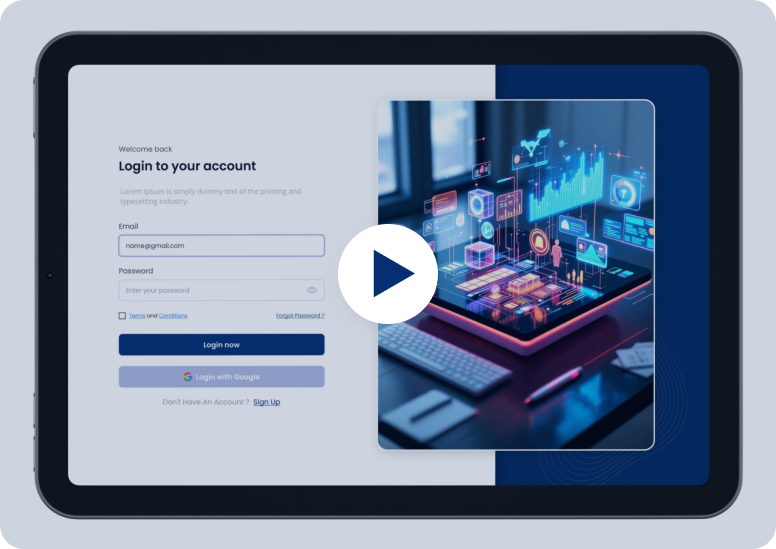 Welcome back
Login to your account
Lorem Ipsum is simply dummy text of the printing and
typesetting industry.
Email
name@gmail.com
Password
Enter your password
Terms and Conditions
Forgot Password ?
Login now
Login with Google
Don't Have An Account ? Sign Up